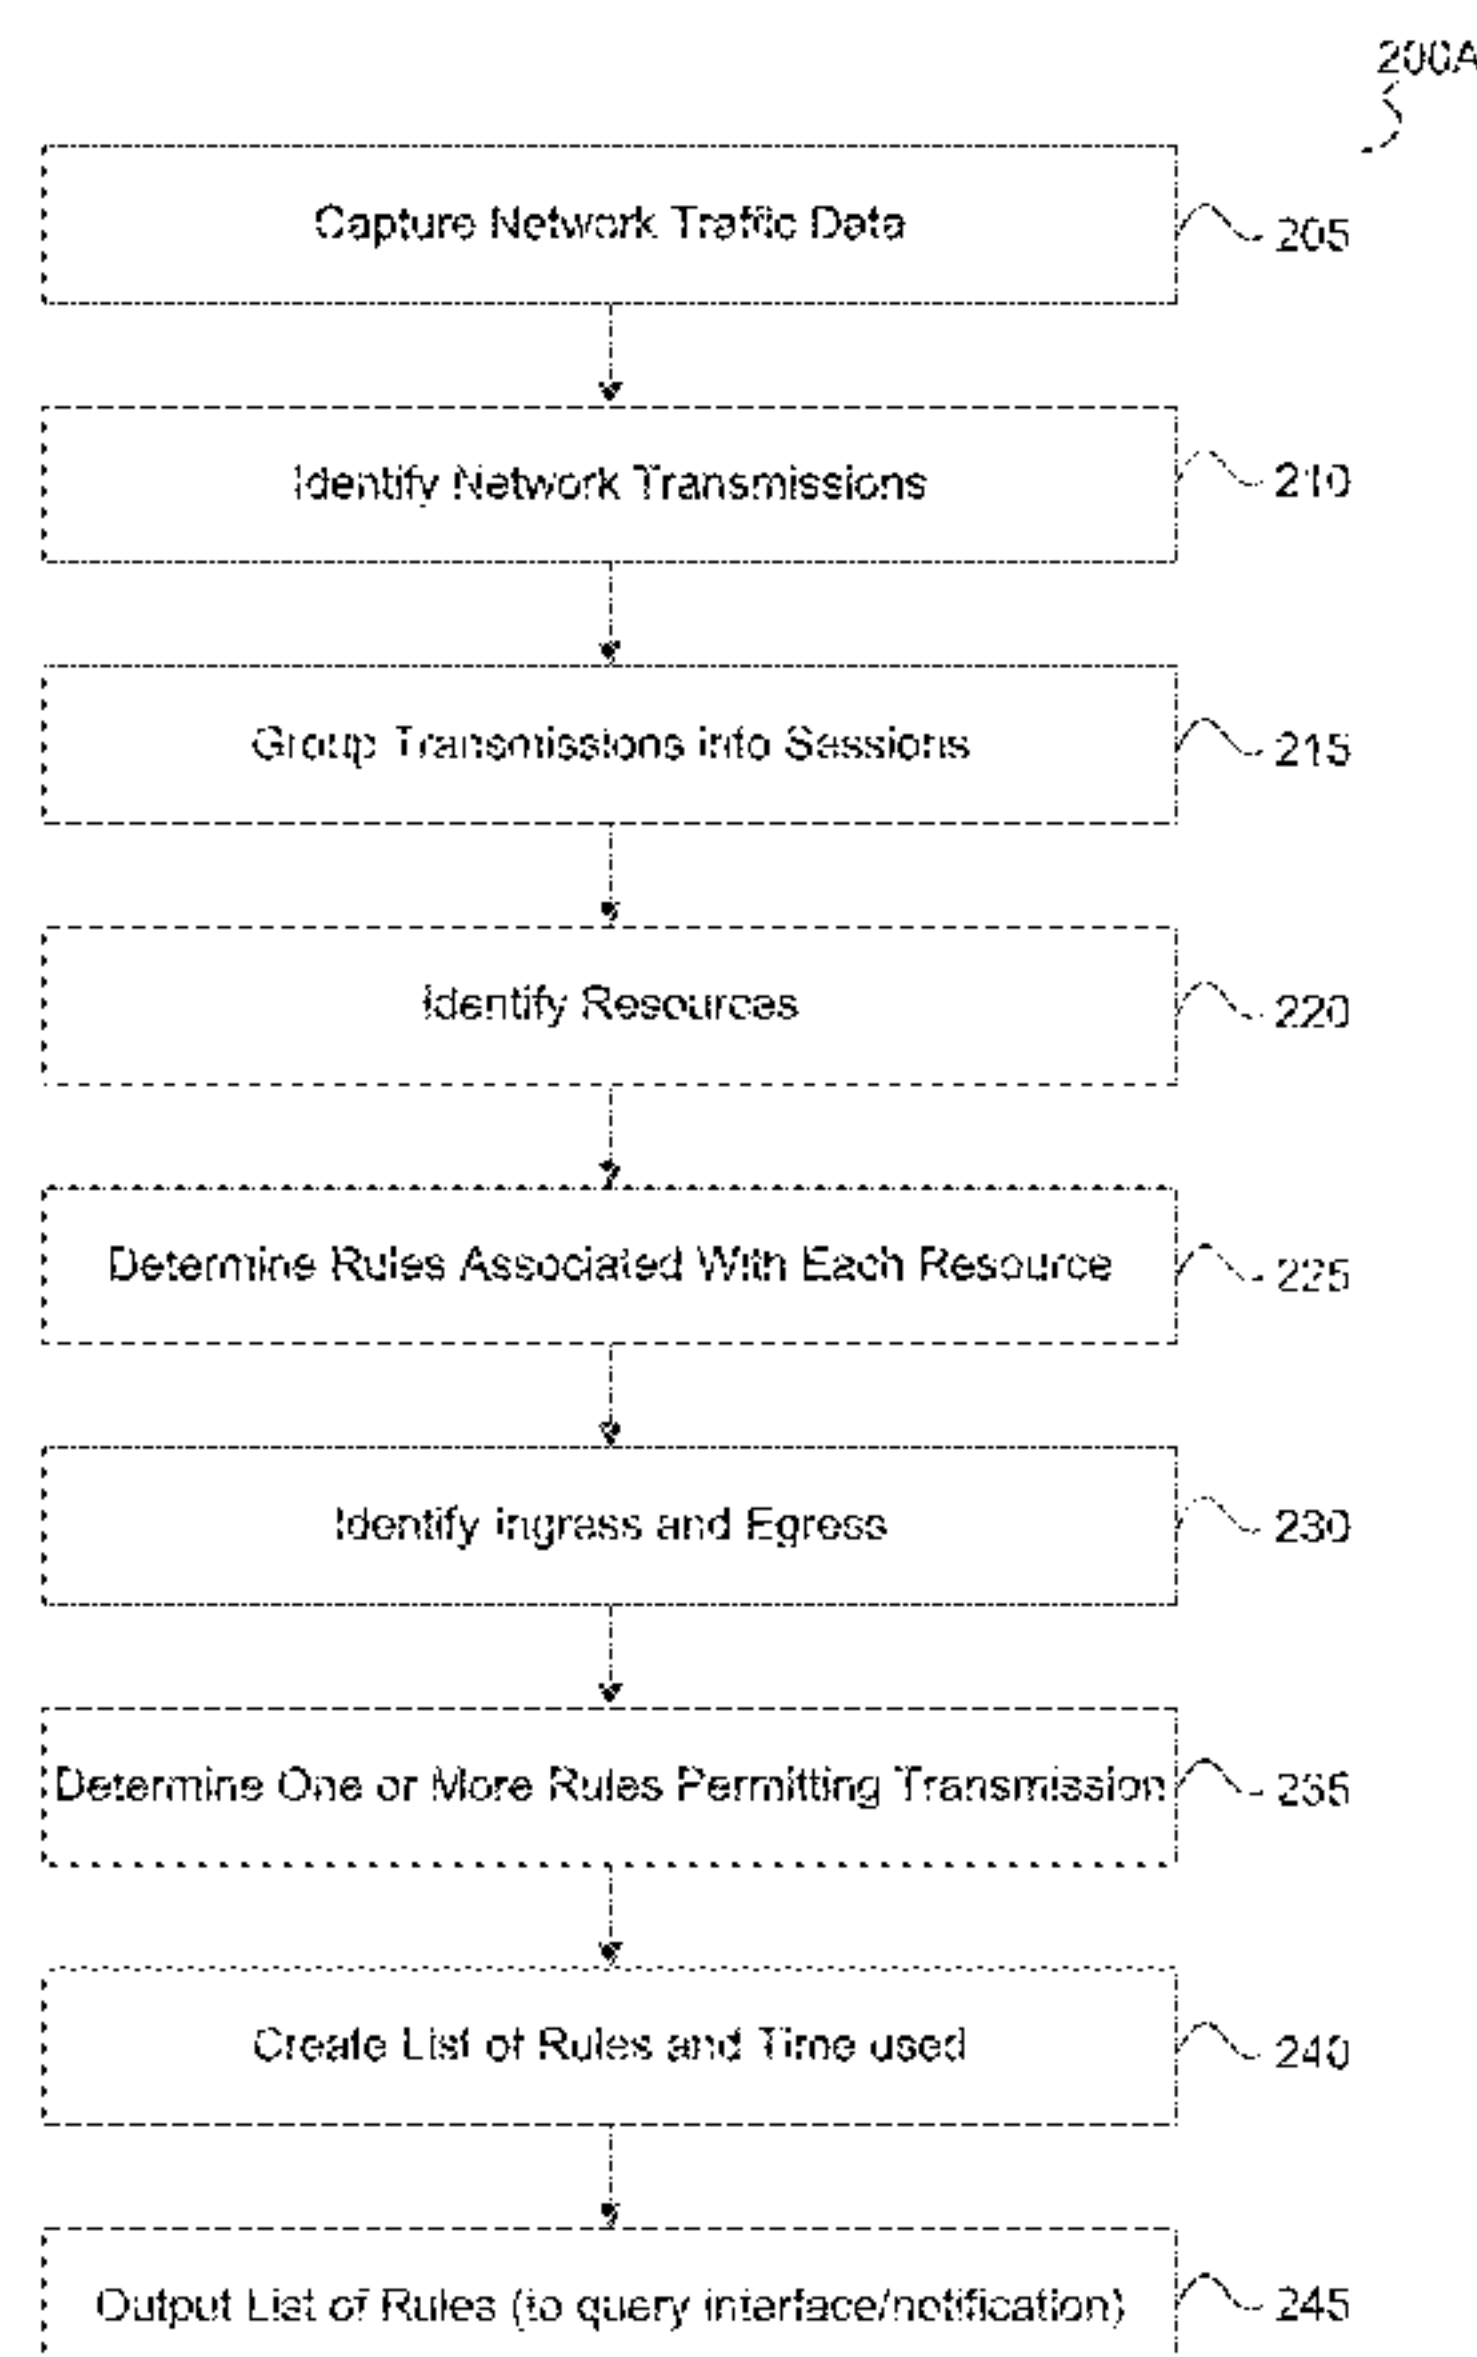 200A
Capture Network Traffic Data
205
Identify Network Transmissions
210
Group Transmissions into Sessions
215
Identify Resources
220
Determine Rules Associated With Each Resource
225
Identify ingress and Egress
230
Determine One or More Rules Permitting Transmission
235
Create List of Rules and Time used
240
Output List of Rules (to query interface/notification)
245